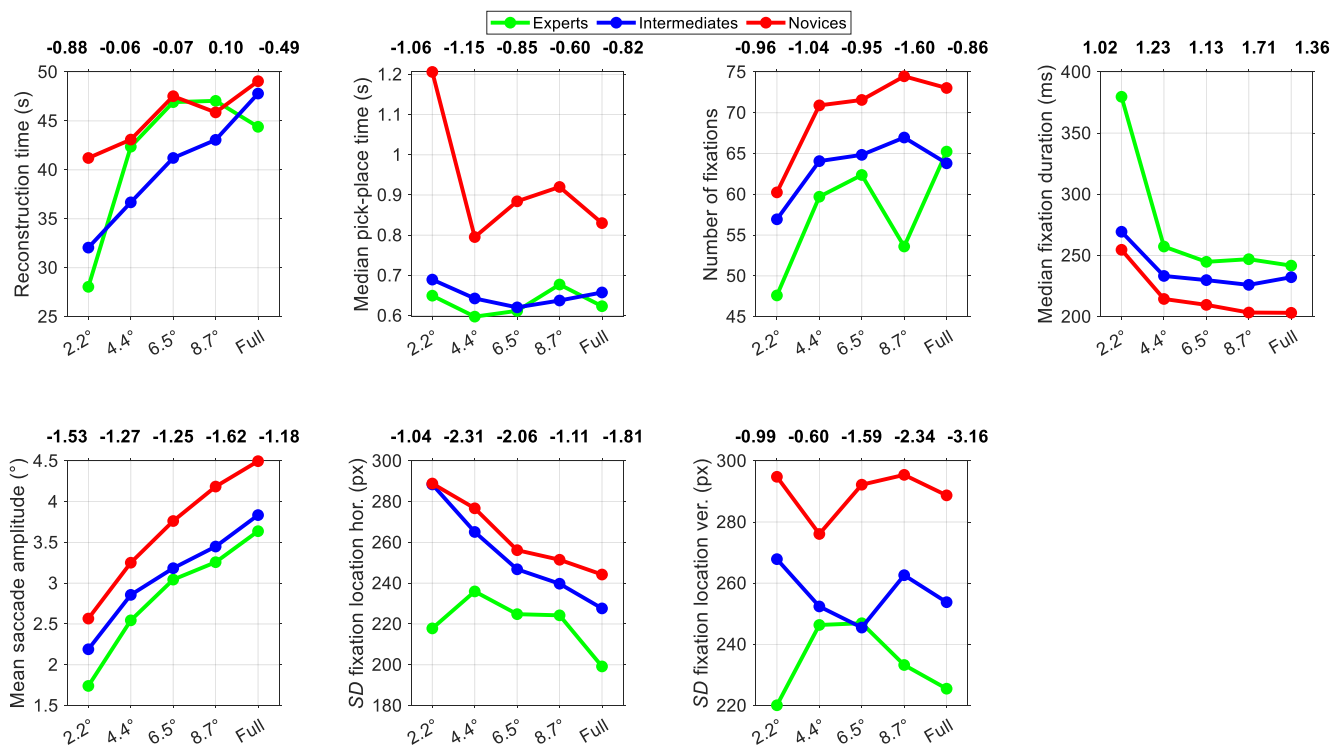 Experts Intermediates Novices
-0.88 -0.06 -0.07 0.10 -0.49
50
45
40
35
30
25
Reconstruction time (s)
2.2° 4.4° 6.5° 8.7° Full
-1.06 -1.15 -0.85 -0.60 -0.82
1.2
1.1
1
0.9
0.8
0.7
0.6
Median pick-place time (s)
2.2° 4.4° 6.5° 8.7° Full
-0.96 -1.04 -0.95 -1.60 -0.86
75
70
65
60
55
50
45
Number of fixations
2.2° 4.4° 6.5° 8.7° Full
1.02 1.23 1.13 1.71 1.36
400
350
300
250
200
Median fixation duration (ms)
2.2° 4.4° 6.5° 8.7° Full
-1.53 -1.27 -1.25 -1.62 -1.18
4.5
4
3.5
3
2.5
2
1.5
Mean saccade amplitude (°)
2.2° 4.4° 6.5° 8.7° Full
-1.04 -2.31 -2.06 -1.11 -1.81
300
280
260
240
220
200
180
SD fixation location hor. (px)
2.2° 4.4° 6.5° 8.7° Full
-0.99 -0.60 -1.59 -2.34 -3.16
300
280
260
240
220
SD fixation location ver. (px)
2.2° 4.4° 6.5° 8.7° Full